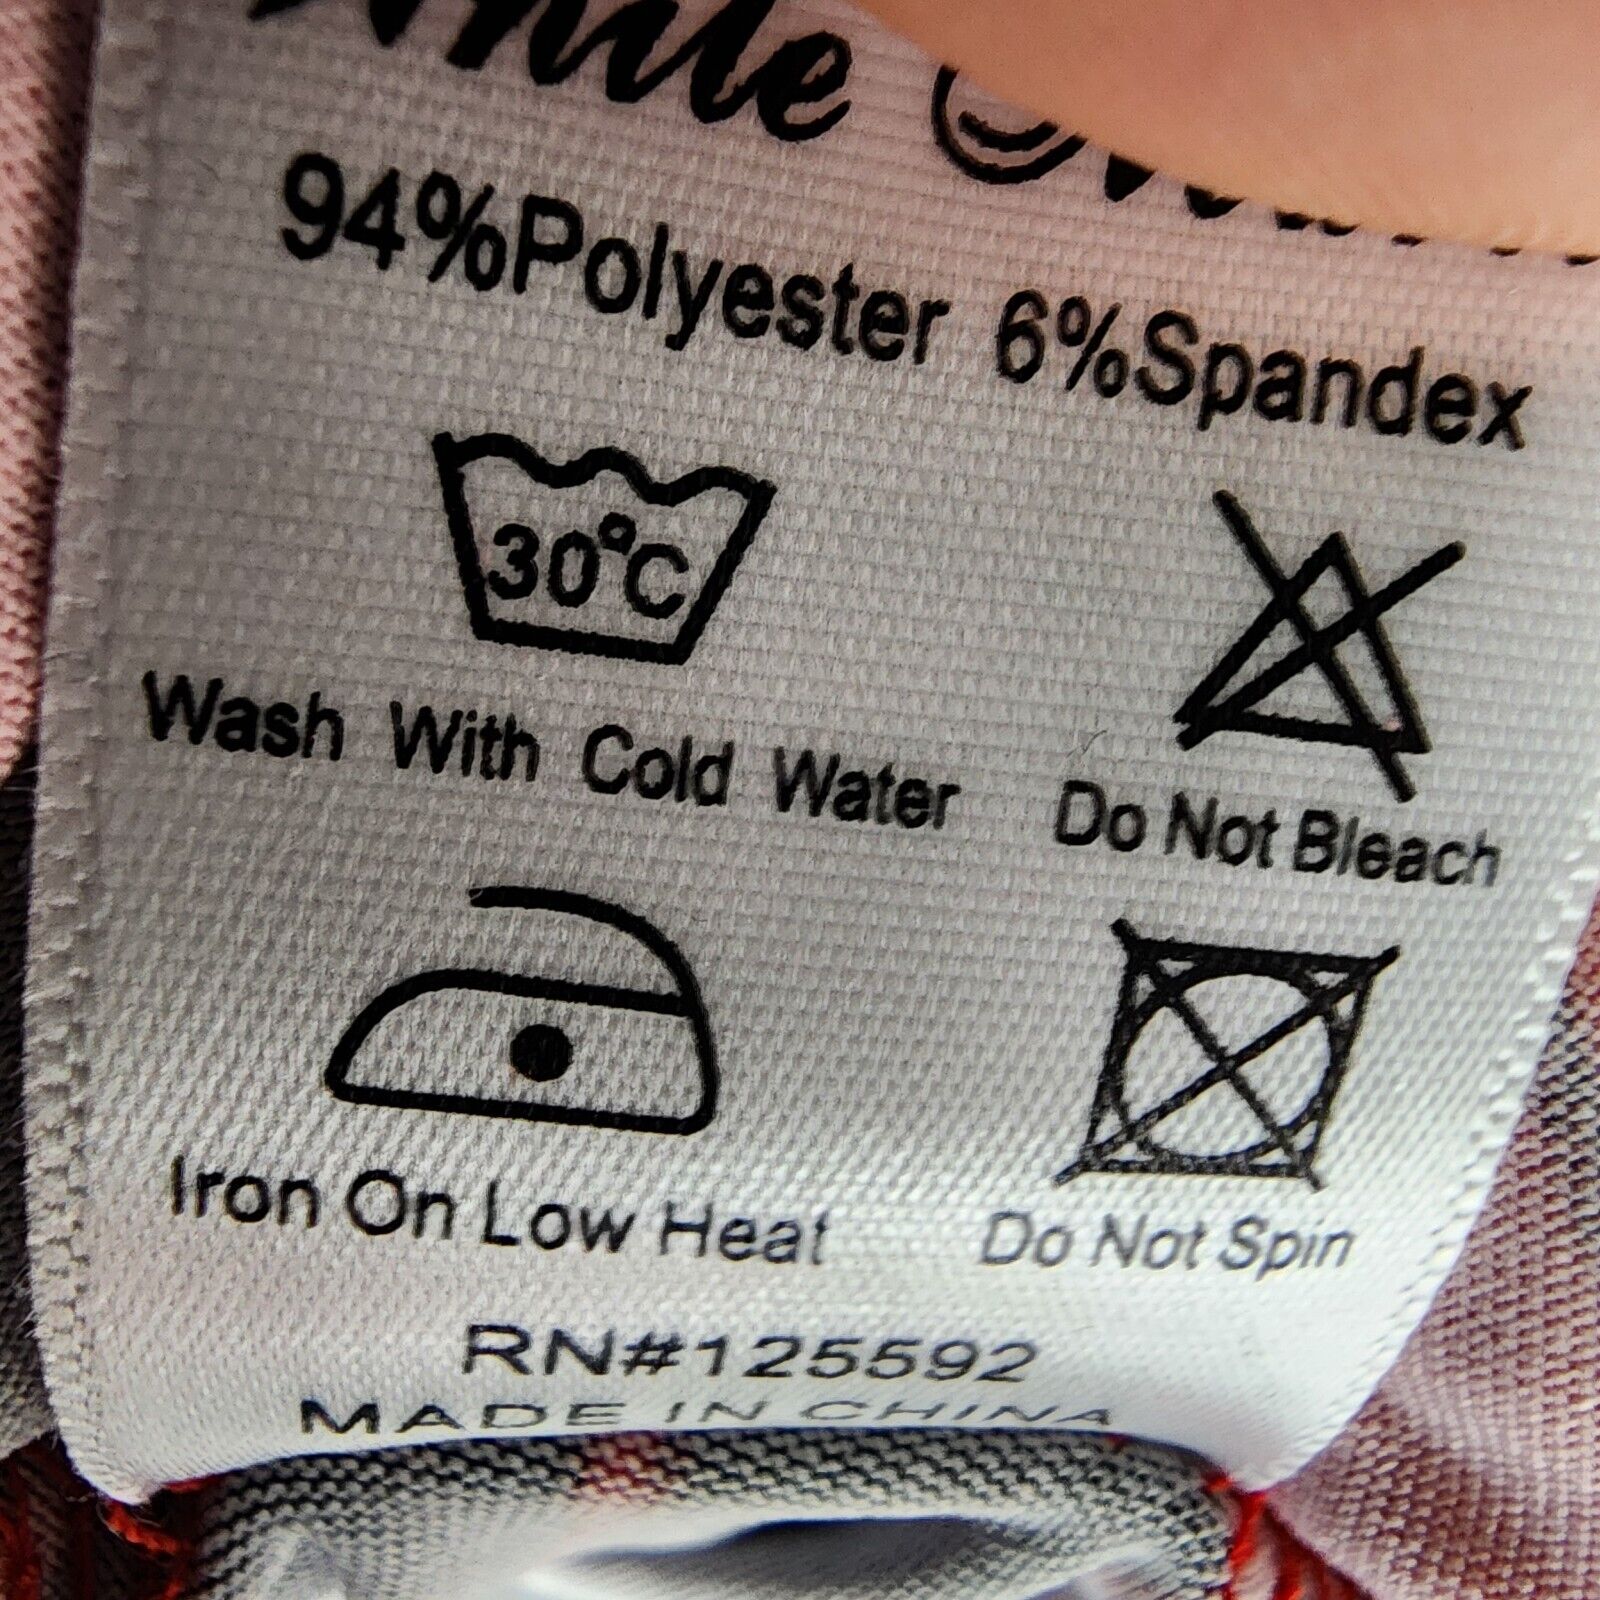 94%Polyester 6%Spandex
30°C
Wash With Cold Water
Do Not Bleach
Iron On Low Heat
Do Not Spin
RN#125592
MADE IN CHINA